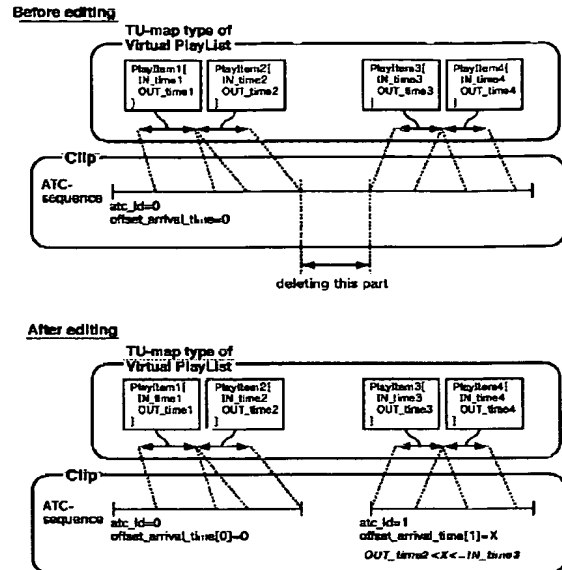 Before editing
TU-map type of
Virtual PlayList
PlayItem1{
IN_time1
OUT_time1
}
PlayItem2{
IN_time2
OUT_time2
}
PlayItem3{
IN_time3
OUT_time3
}
PlayItem4{
IN_time4
OUT_time4
}
Clip
ATC-
sequence
atc_id=0
offset_arrival_time=0
deleting this part
After editing
TU-map type of
Virtual PlayList
PlayItem1{
IN_time1
OUT_time1
}
PlayItem2{
IN_time2
OUT_time2
}
PlayItem3{
IN_time3
OUT_time3
}
PlayItem4{
IN_time4
OUT_time4
}
Clip
ATC-
sequence
atc_id=0
offset_arrival_time[0]=0
atc_id=1
offset_arrival_time[1]=X
OUT_time2<X<=IN_time3